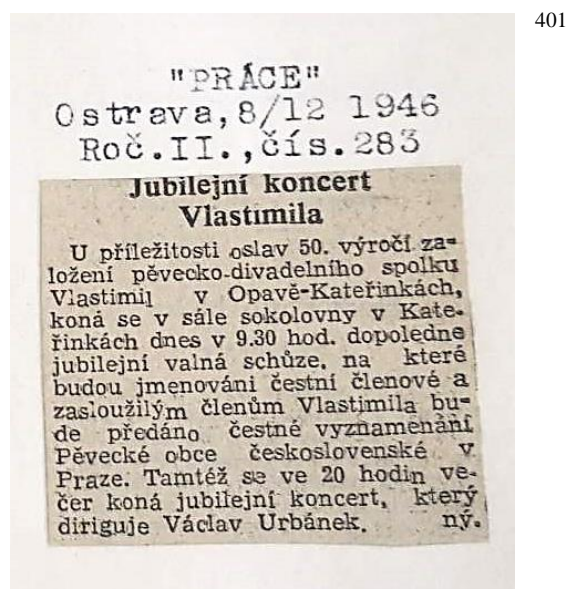 401
"PRÁCE"
Ostrava,8/12 1946
Roč.II.,čís.283
Jubilejní koncert
Vlastimila
U příležitosti oslav 50. výročí za-
ložení pěvecko-divadelního spolku
Vlastimil v Opavě-Kateřinkách,
koná se v sále sokolovny v Kate-
řinkách dnes v 9.30 hod. dopoledne
jubilejní valná schůze, na které
budou jmenováni čestní členové a
zasloužilým členům Vlastimila bu-
de předáno čestné vyznamenání
Pěvecké obce československé v
Praze. Tamtéž se ve 20 hodin ve-
čer koná jubilejní koncert, který
diriguje Václav Urbánek. ný.